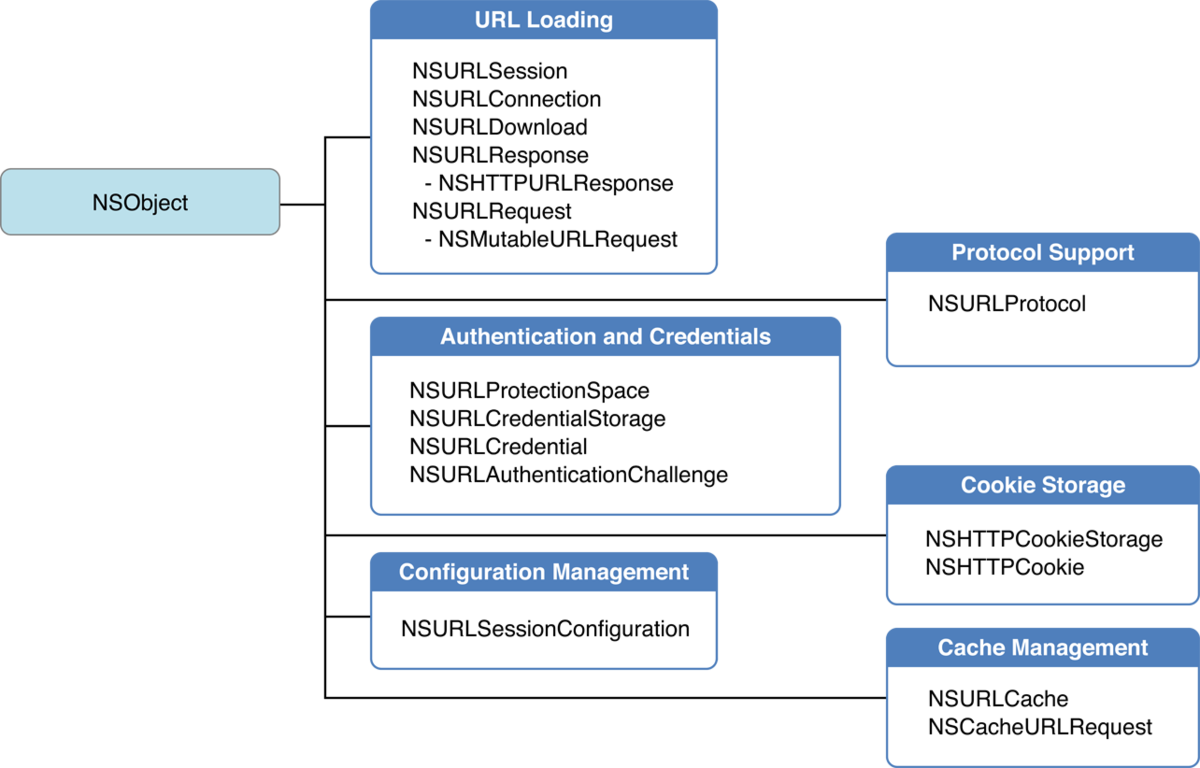 NSObject
URL Loading
NSURLSession
NSURLConnection
NSURLDownload
NSURLResponse
- NSHTTPURLResponse
NSURLRequest
- NSMutableURLRequest
Protocol Support
NSURLProtocol
Authentication and Credentials
NSURLProtectionSpace
NSURLCredentialStorage
NSURLCredential
NSURLAuthenticationChallenge
Cookie Storage
NSHTTPCookieStorage
NSHTTPCookie
Configuration Management
NSURLSessionConfiguration
Cache Management
NSURLCache
NSCacheURLRequest